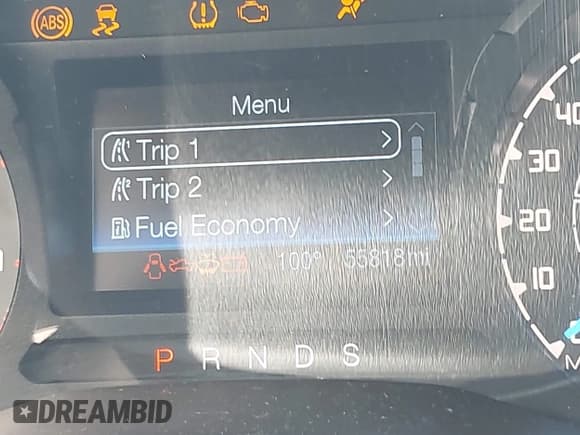 ABS
Menu
Trip 1
Trip 2
Fuel Economy
100° 55818mi
P R N D S
40
30
20
10
DREAMBID